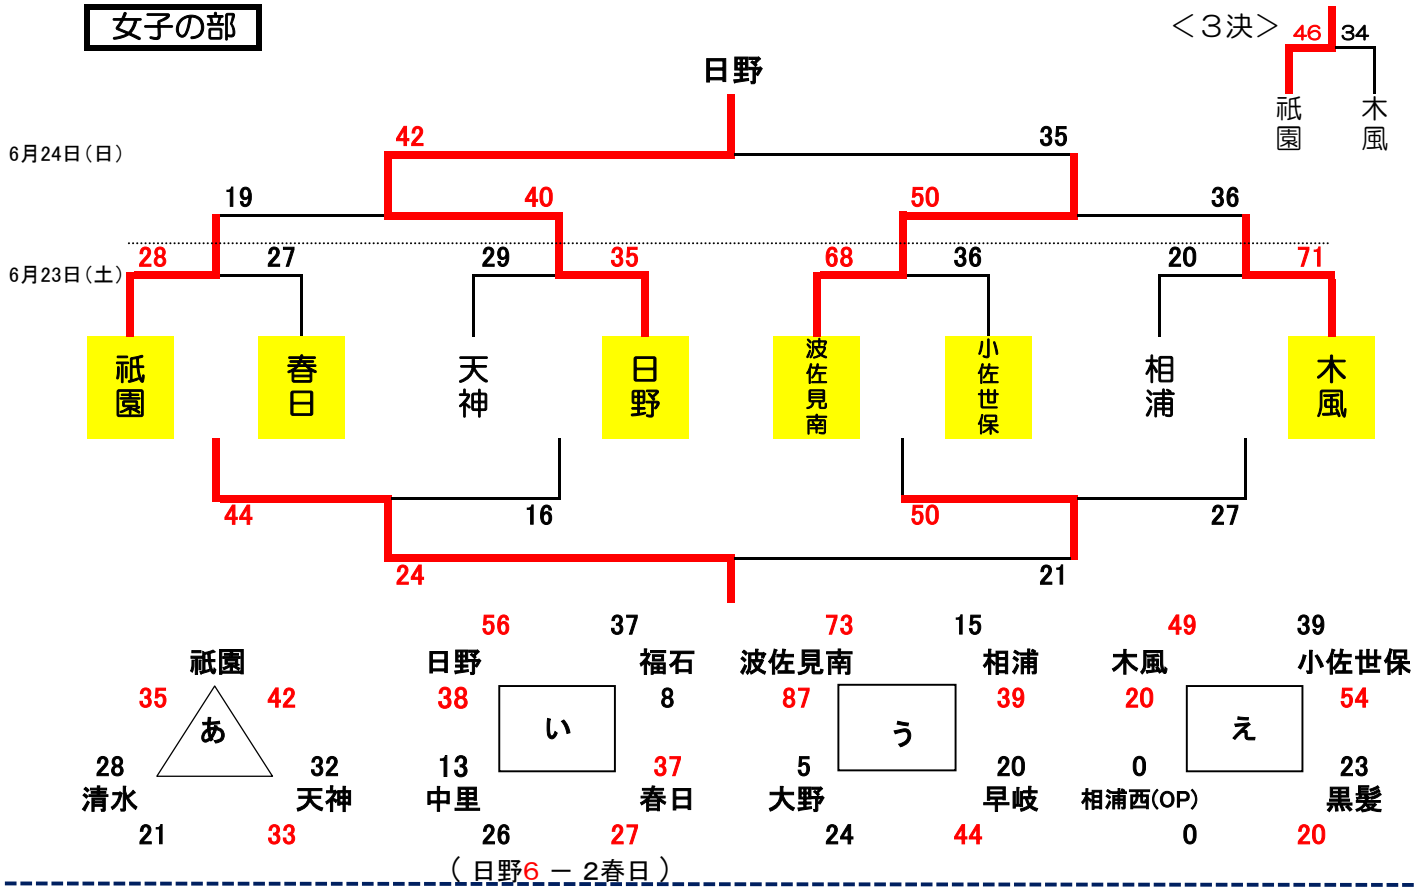 女子の部
＜３決＞
46 34
祇園 木風
日野
42 35
6月24日(日)
19 40 50 36
28 27 29 35 68 36 20 71
6月23日(土)
祇園 春日 天神 日野 波佐見南 小佐世保 相浦 木風
44 16 50 27
24 21
56 37 73 15 49 39
祇園 日野 福石 波佐見南 相浦 木風 小佐世保
35 42 38 8 87 39 20 54
あ い う え
28 32 13 37 5 20 0 23
清水 天神 中里 春日 大野 早岐 相浦西(OP) 黒髪
21 33 26 27 24 44 0 20
( 日野6 － 2春日 )